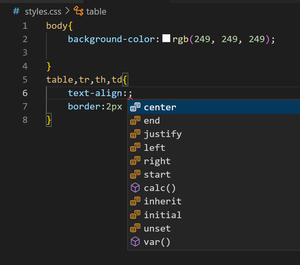 # styles.css > table
1 body{
2 background-color: rgb(249, 249, 249);
3
4 }
5 table,tr,th,td{
6 text-align:;
7 border:2px
8 }
center
end
justify
left
right
start
calc()
inherit
initial
unset
var()